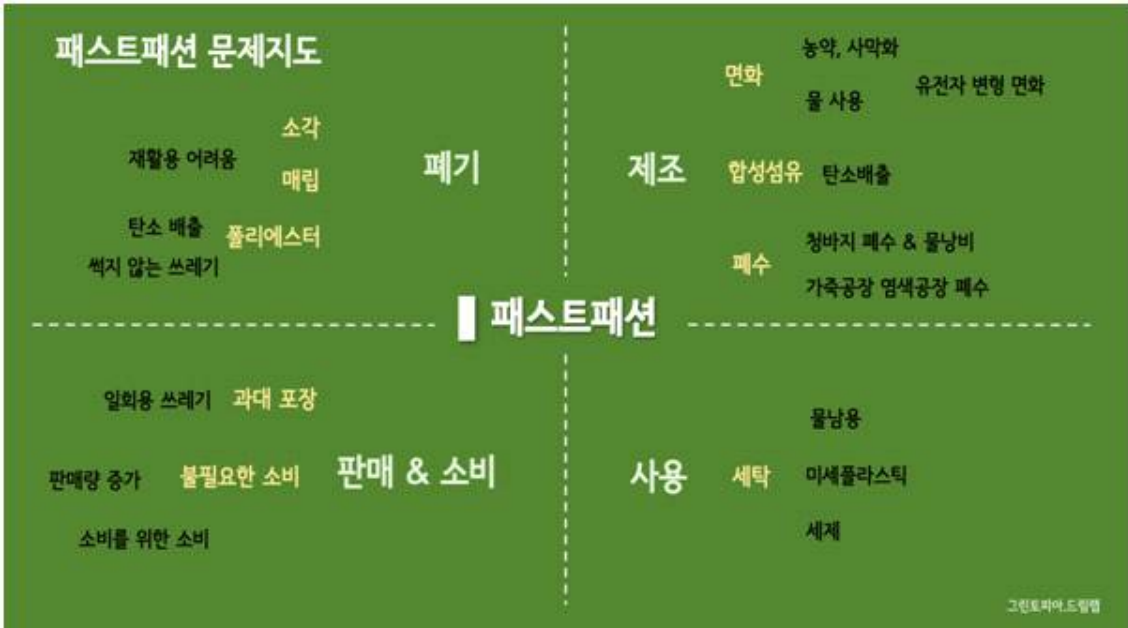 패스트패션 문제지도
소각
재활용 어려움
매립
폐기
탄소 배출
폴리에스터
썩지 않는 쓰레기
농약, 사막화
면화
유전자 변형 면화
물 사용
제조
합성섬유
탄소배출
청바지 폐수 & 물낭비
폐수
가죽공장 염색공장 폐수
패스트패션
일회용 쓰레기
과대 포장
판매량 증가
불필요한 소비
판매 & 소비
소비를 위한 소비
물남용
사용
세탁
미세플라스틱
세제
그린토피아.드림랩